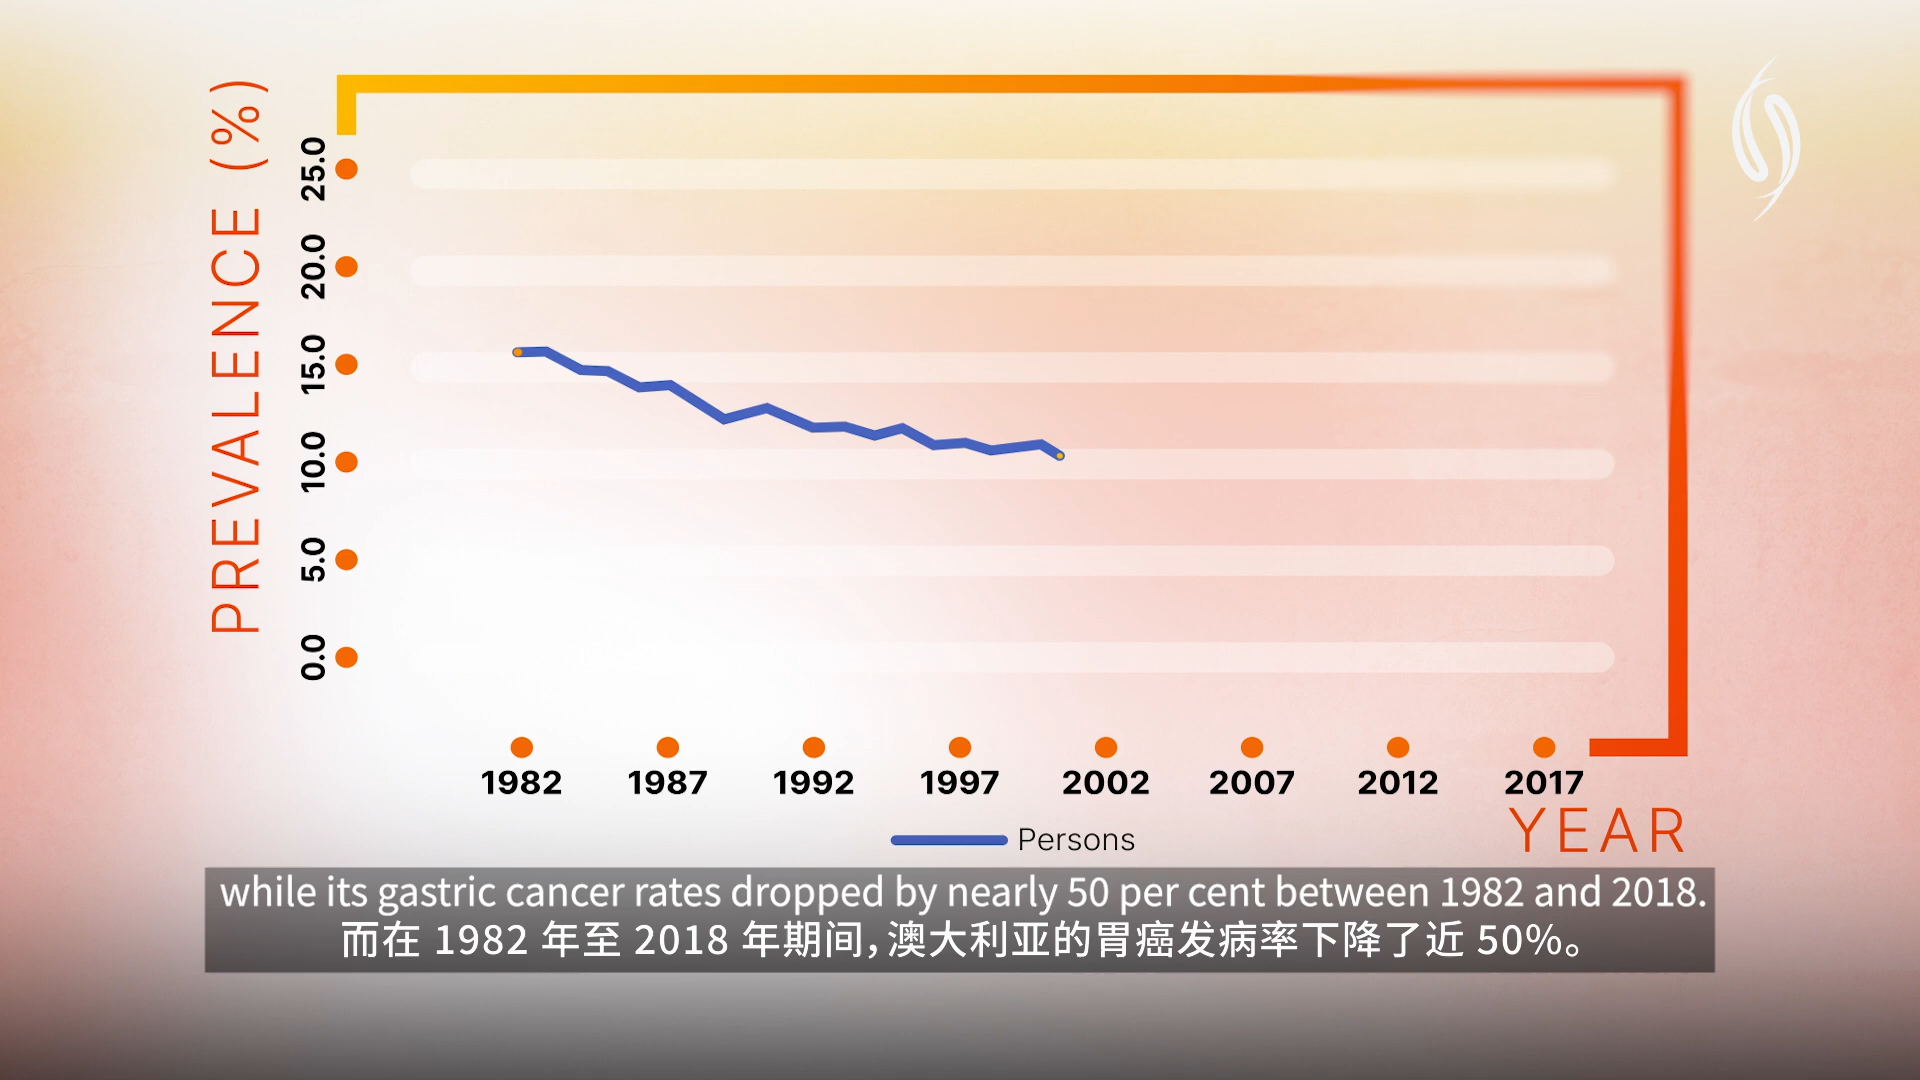 PREVALENCE (%)
25.0
20.0
15.0
10.0
5.0
0.0
1982 1987 1992 1997 2002 2007 2012 2017
YEAR
Persons
while its gastric cancer rates dropped by nearly 50 per cent between 1982 and 2018.
而在 1982 年至 2018 年期间，澳大利亚的胃癌发病率下降了近 50%。